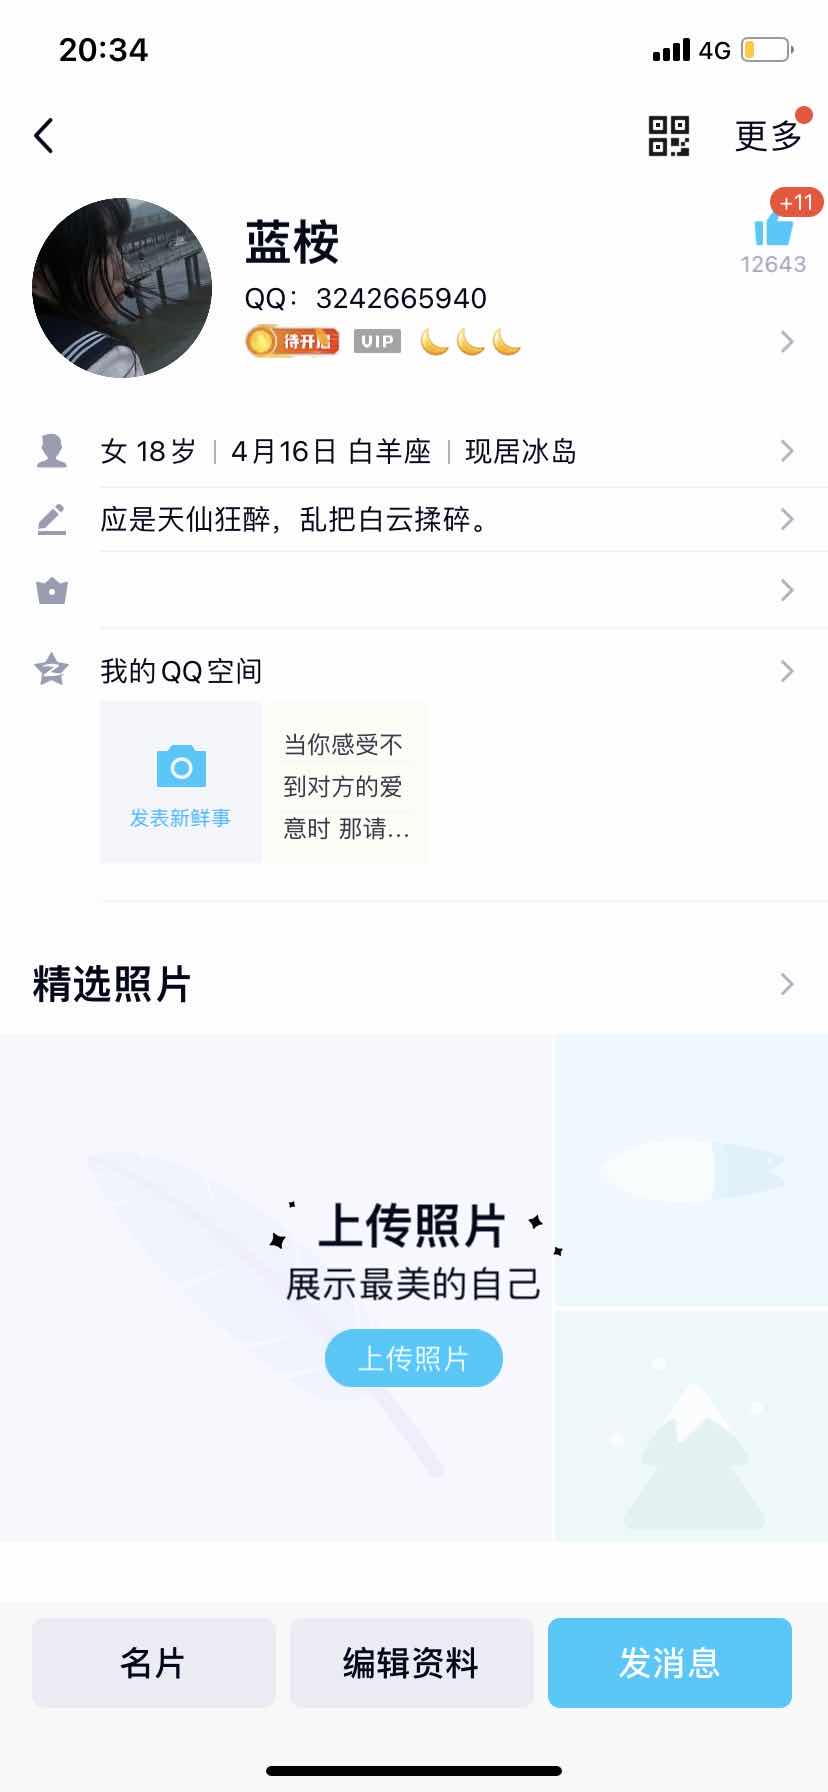 20:34
4G
更多
+11
12643
蓝桉
QQ：3242665940
待开启
VIP
女 18岁 | 4月16日 白羊座 | 现居冰岛
应是天仙狂醉，乱把白云揉碎。
我的QQ空间
发表新鲜事
当你感受不
到对方的爱
意时 那请...
精选照片
上传照片
展示最美的自己
上传照片
名片
编辑资料
发消息